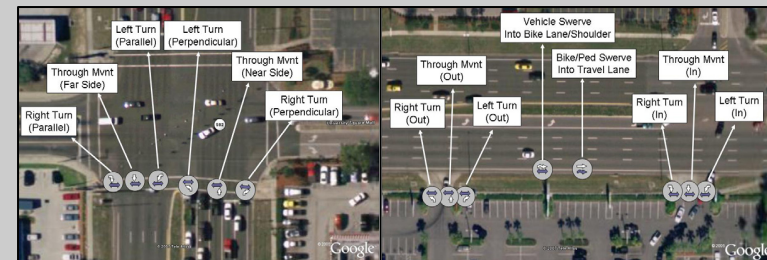 Left Turn
(Parallel)
Left Turn
(Perpendicular)
Through Mvnt
(Far Side)
Through Mvnt
(Near Side)
Right Turn
(Parallel)
Right Turn
(Perpendicular)
Google
Vehicle Swerve
Into Bike Lane/Shoulder
Bike/Ped Swerve
Into Travel Lane
Through Mvnt
(Out)
Through Mvnt
(In)
Right Turn
(Out)
Left Turn
(Out)
Right Turn
(In)
Left Turn
(In)
Google